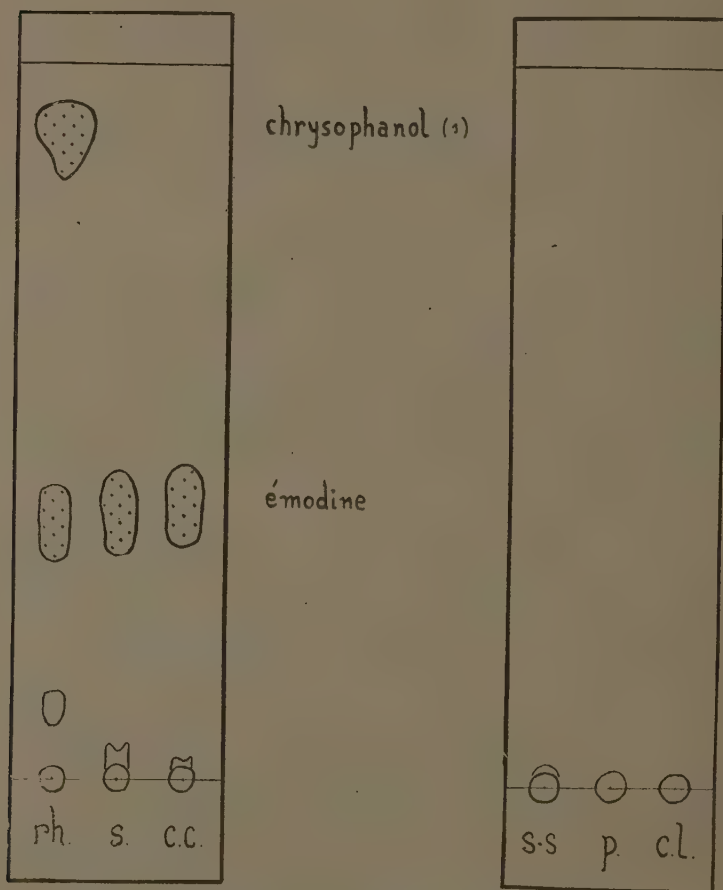 chrysophanol (1)
émodine
rh. s. c.c.
s-s p. c.l.